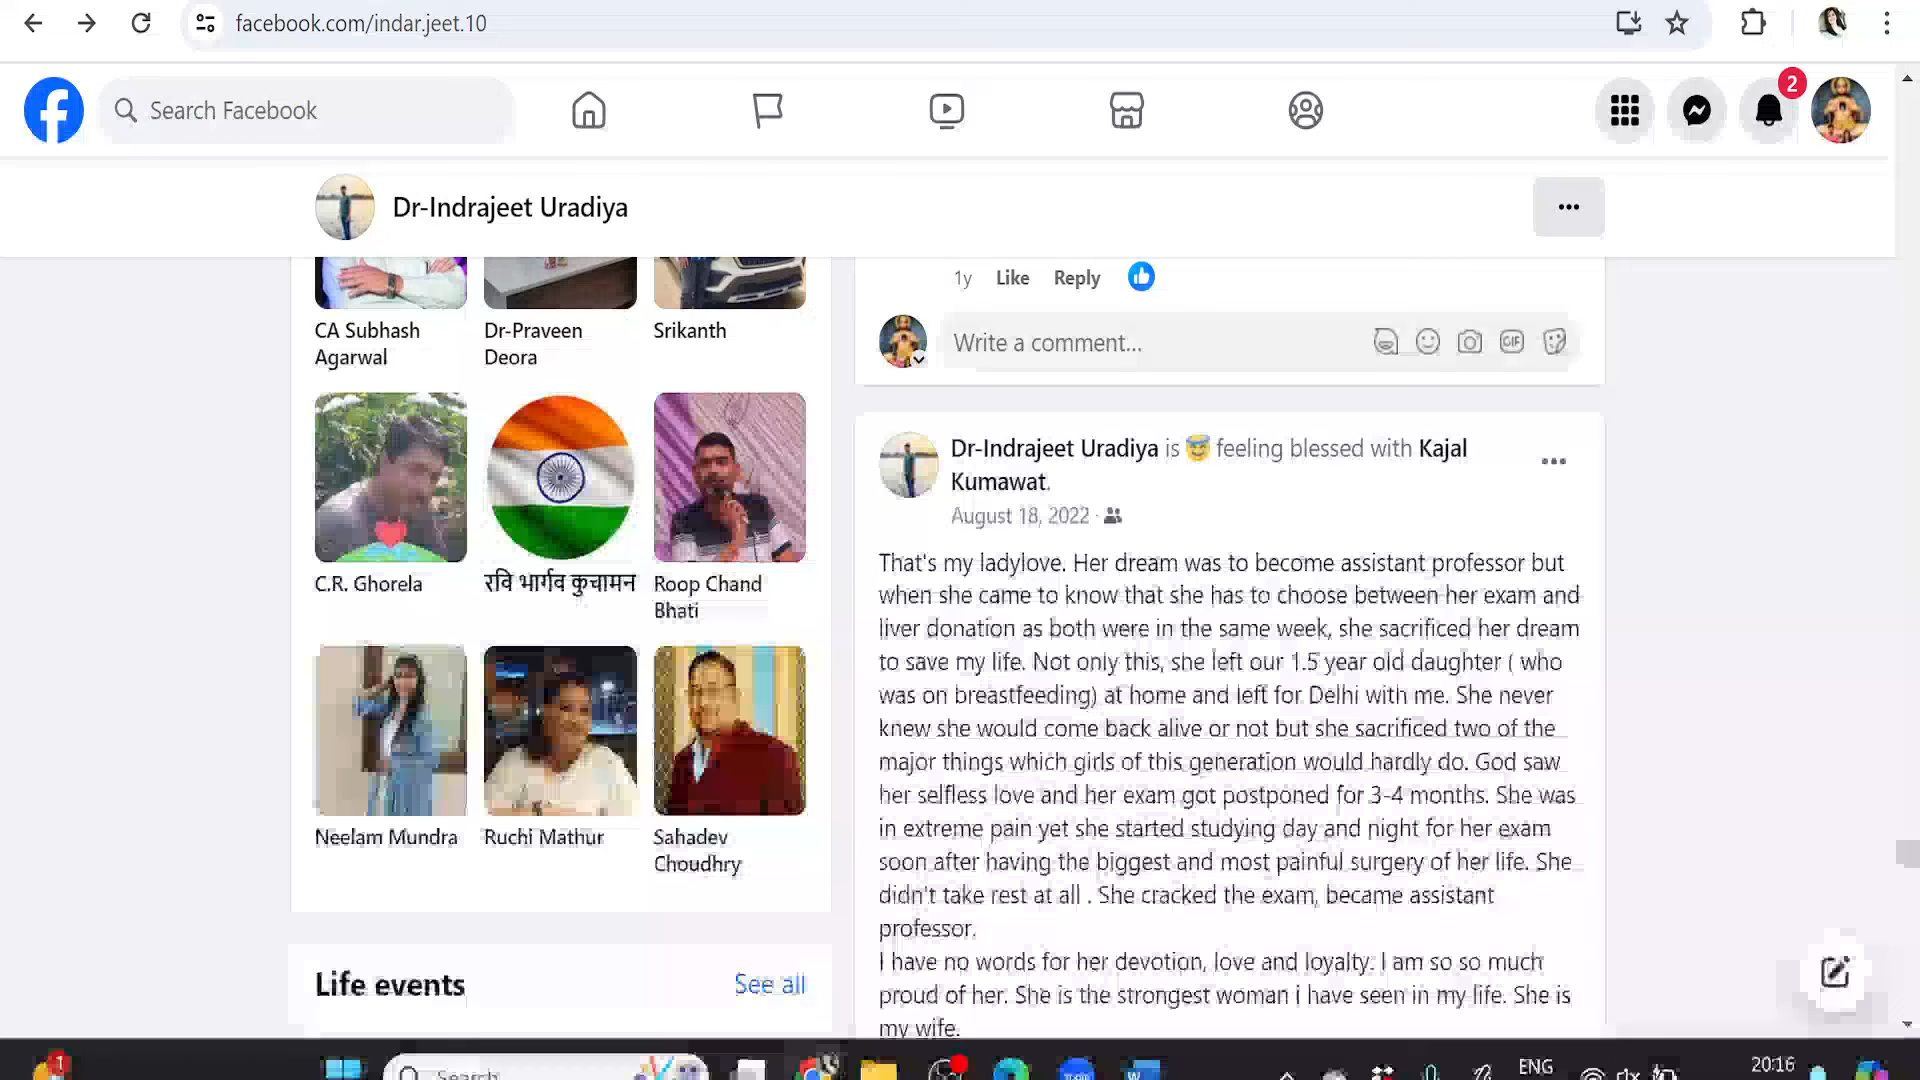 facebook.com/indar.jeet.10
Search Facebook
2
Dr-Indrajeet Uradiya
CA Subhash
Agarwal
Dr-Praveen
Deora
Srikanth
C.R. Ghorela
रवि भार्गव कुचामन
Roop Chand
Bhati
Neelam Mundra
Ruchi Mathur
Sahadev
Choudhry
Life events
See all
1y Like Reply
Write a comment...
GIF
Dr-Indrajeet Uradiya is feeling blessed with Kajal
Kumawat.
August 18, 2022 ·
That's my ladylove. Her dream was to become assistant professor but
when she came to know that she has to choose between her exam and
liver donation as both were in the same week, she sacrificed her dream
to save my life. Not only this, she left our 1.5 year old daughter ( who
was on breastfeeding) at home and left for Delhi with me. She never
knew she would come back alive or not but she sacrificed two of the
major things which girls of this generation would hardly do. God saw
her selfless love and her exam got postponed for 3-4 months. She was
in extreme pain yet she started studying day and night for her exam
soon after having the biggest and most painful surgery of her life. She
didn't take rest at all . She cracked the exam, became assistant
professor.
I have no words for her devotion, love and loyalty. I am so so much
proud of her. She is the strongest woman i have seen in my life. She is
my wife.
1
Search
ENG
20:16